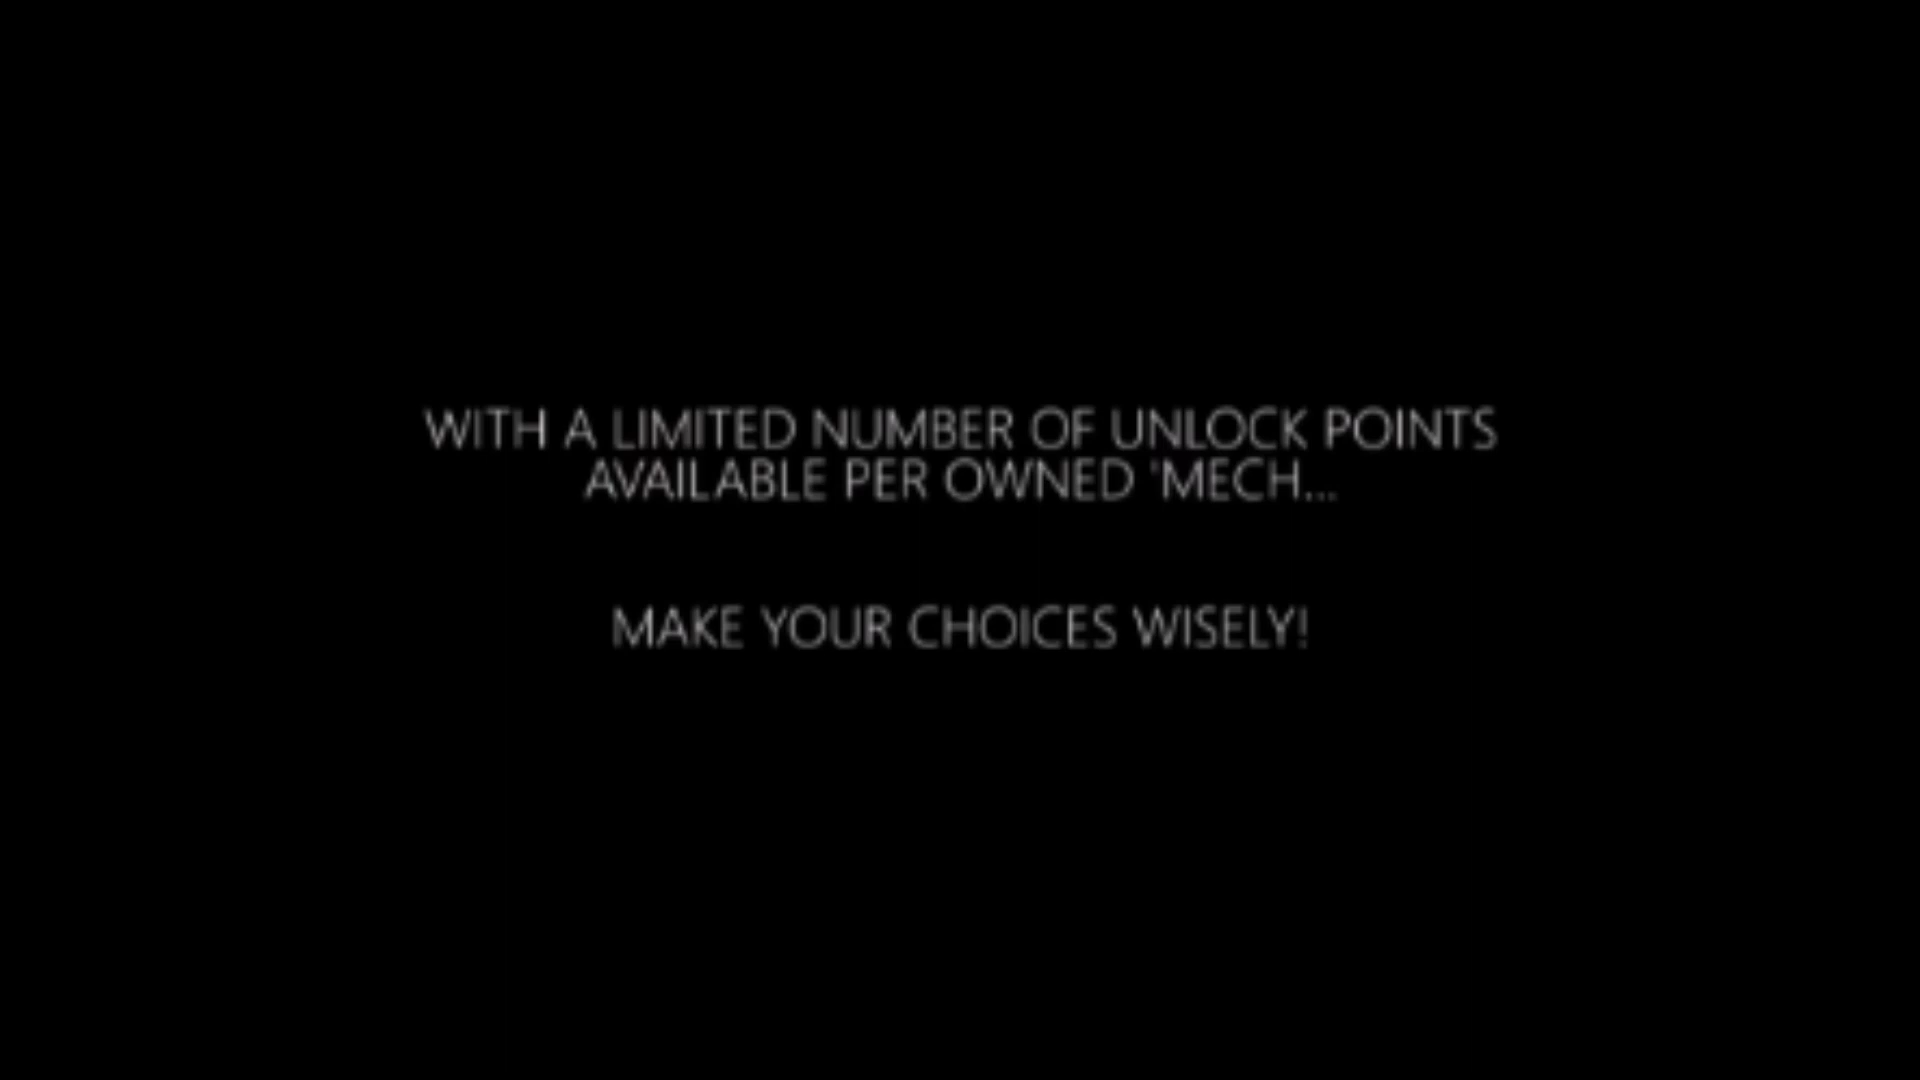 WITH A LIMITED NUMBER OF UNLOCK POINTS
AVAILABLE PER OWNED 'MECH...
MAKE YOUR CHOICES WISELY!